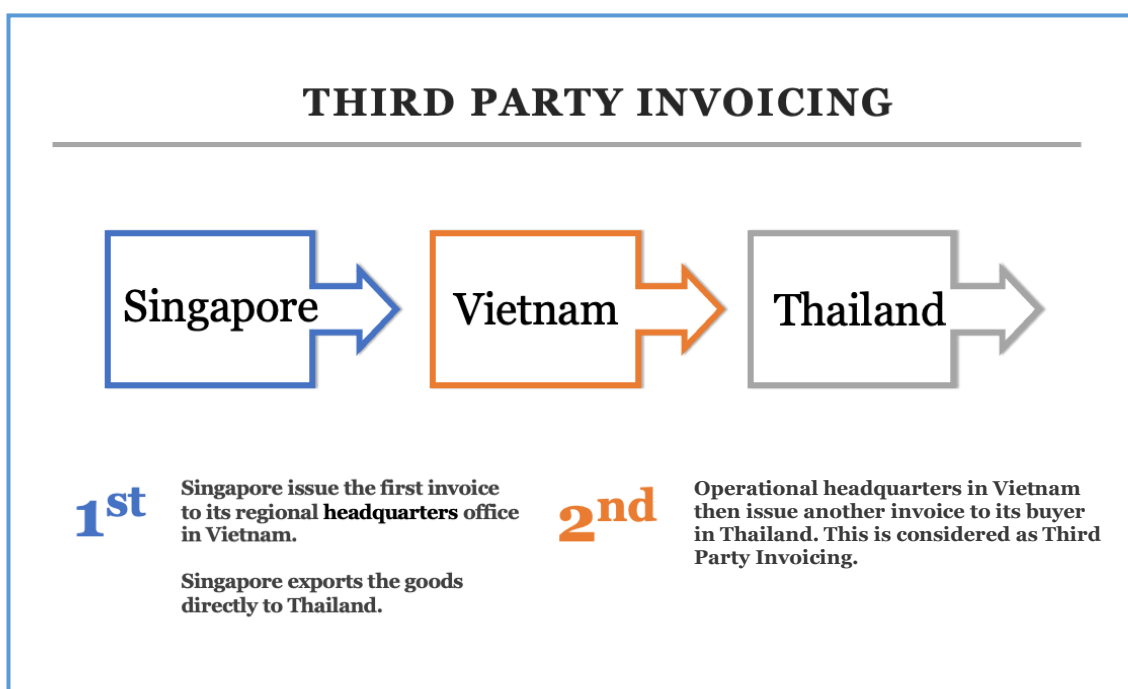 THIRD PARTY INVOICING
Singapore
Vietnam
Thailand
1st
Singapore issue the first invoice
to its regional headquarters office
in Vietnam.
Singapore exports the goods
directly to Thailand.
2nd
Operational headquarters in Vietnam
then issue another invoice to its buyer
in Thailand. This is considered as Third
Party Invoicing.